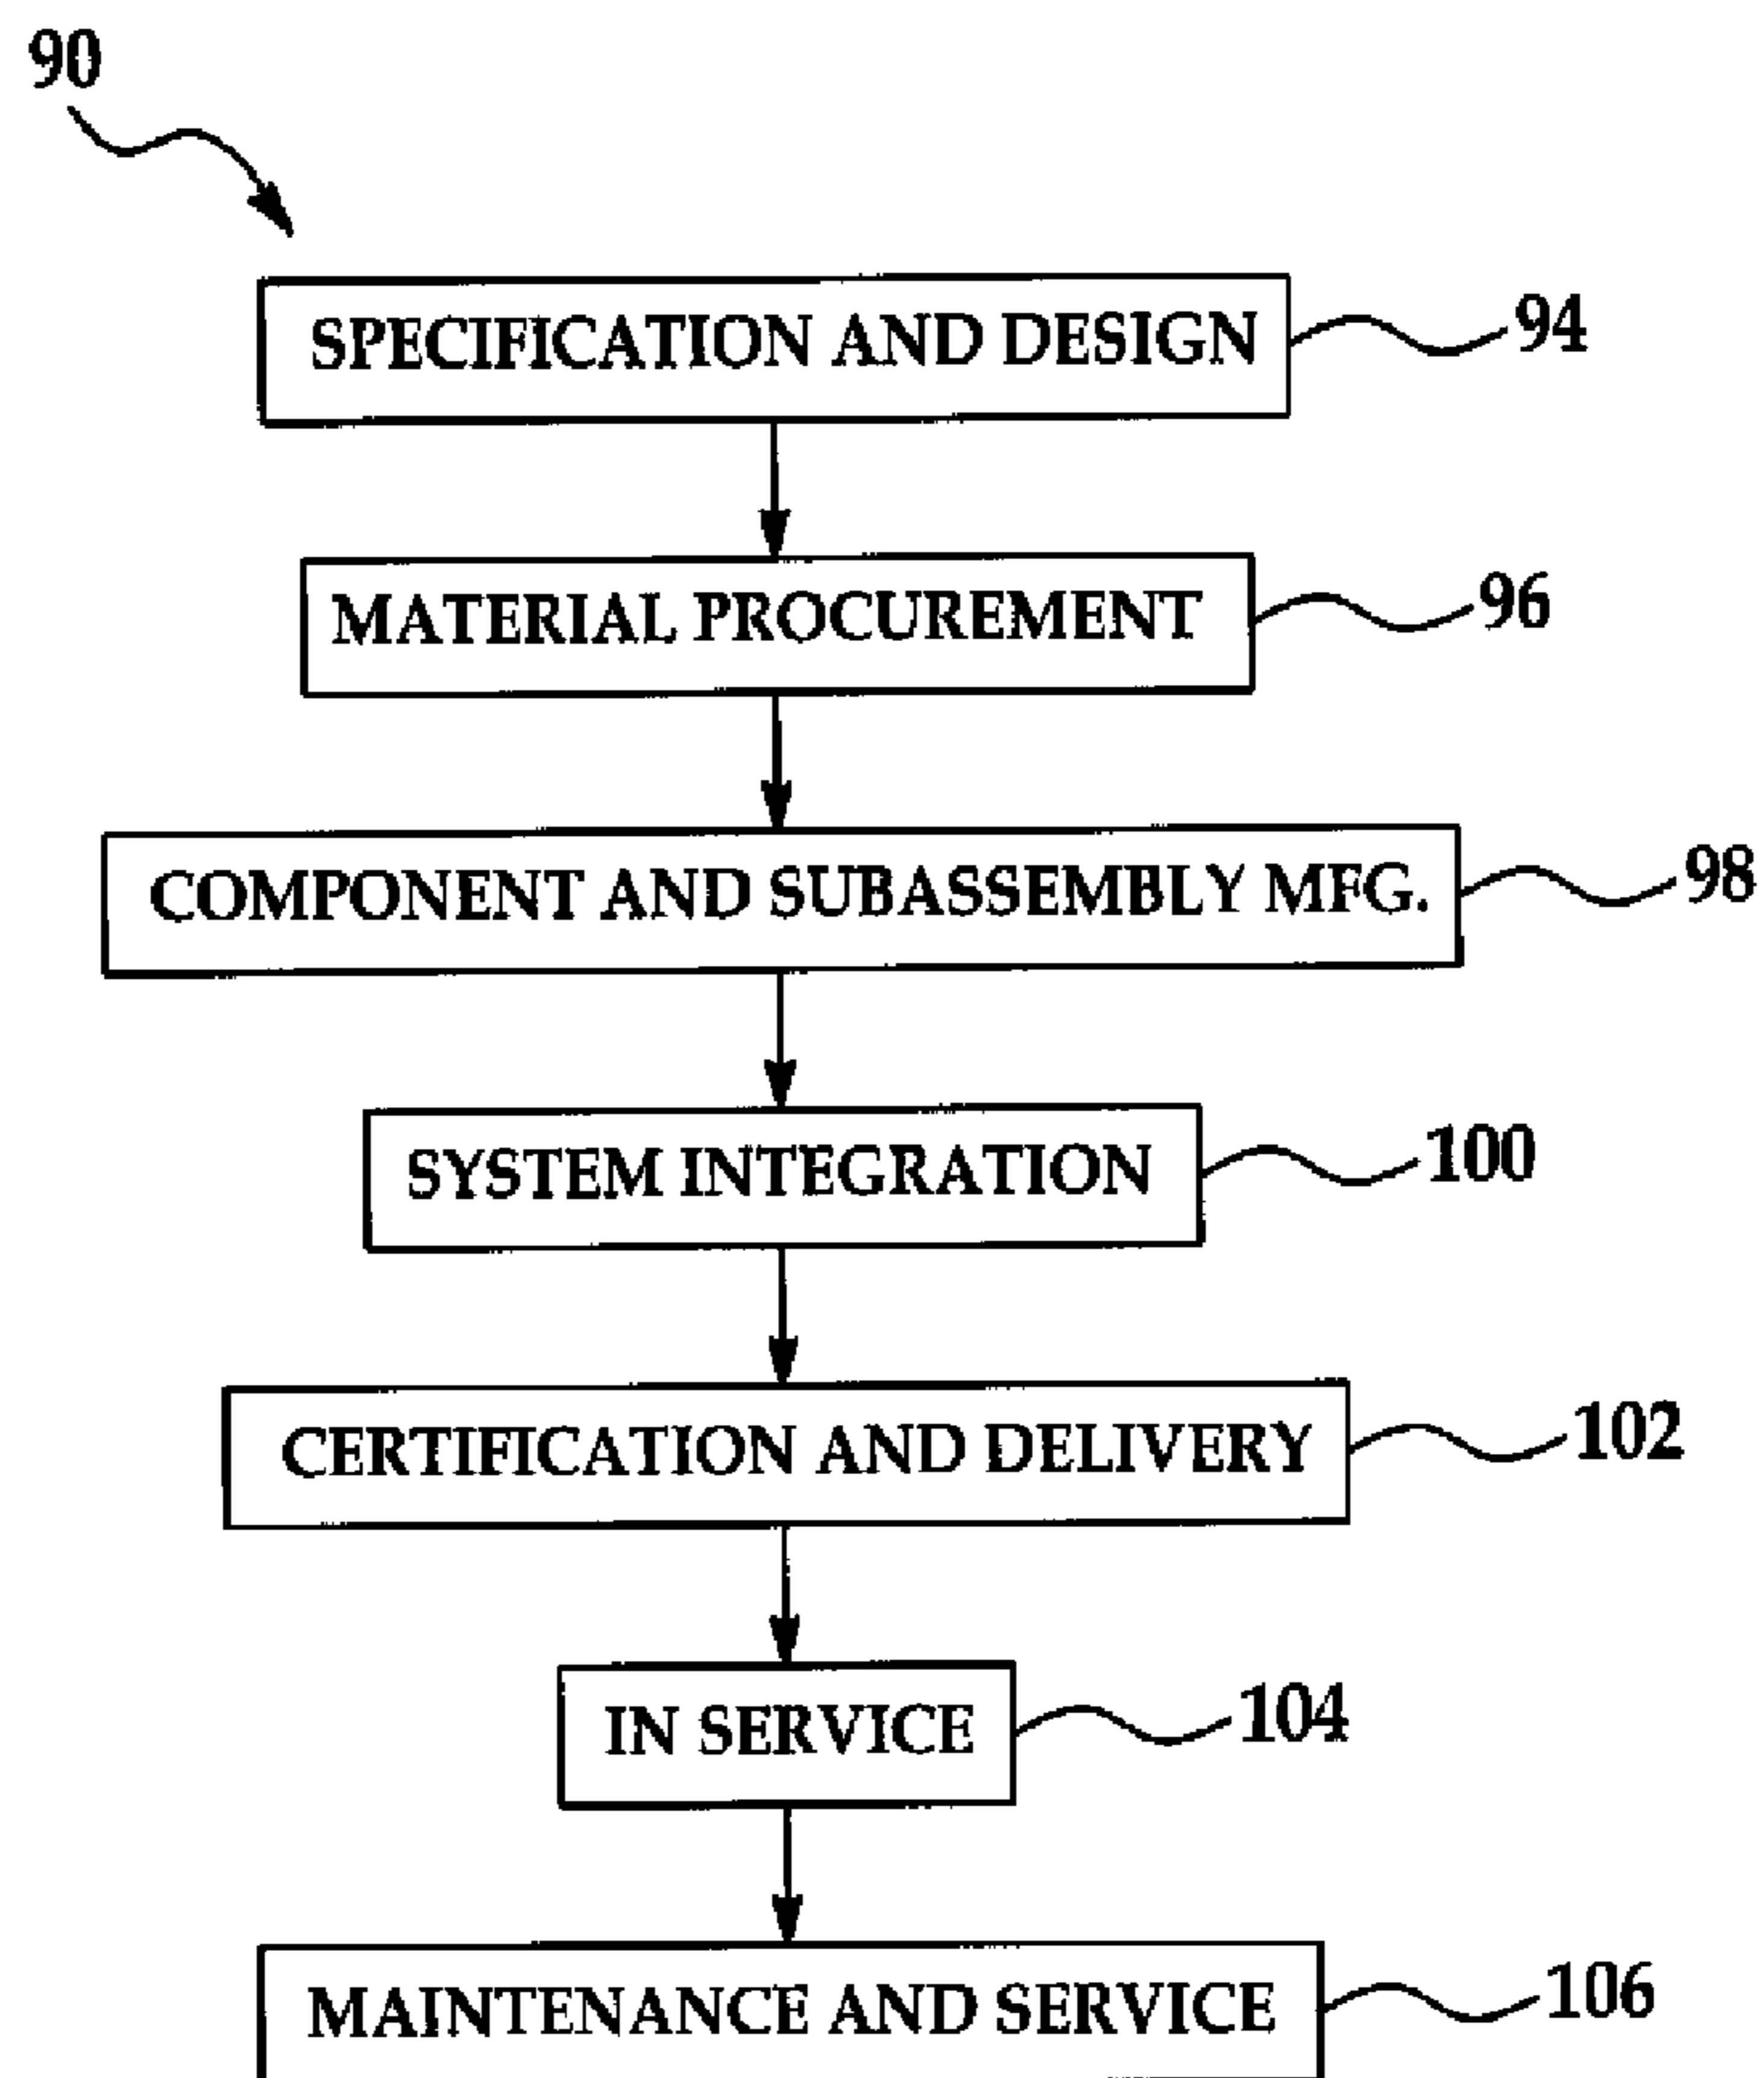 90
SPECIFICATION AND DESIGN 94
MATERIAL PROCUREMENT 96
COMPONENT AND SUBASSEMBLY MFG. 98
SYSTEM INTEGRATION 100
CERTIFICATION AND DELIVERY 102
IN SERVICE 104
MAINTENANCE AND SERVICE 106